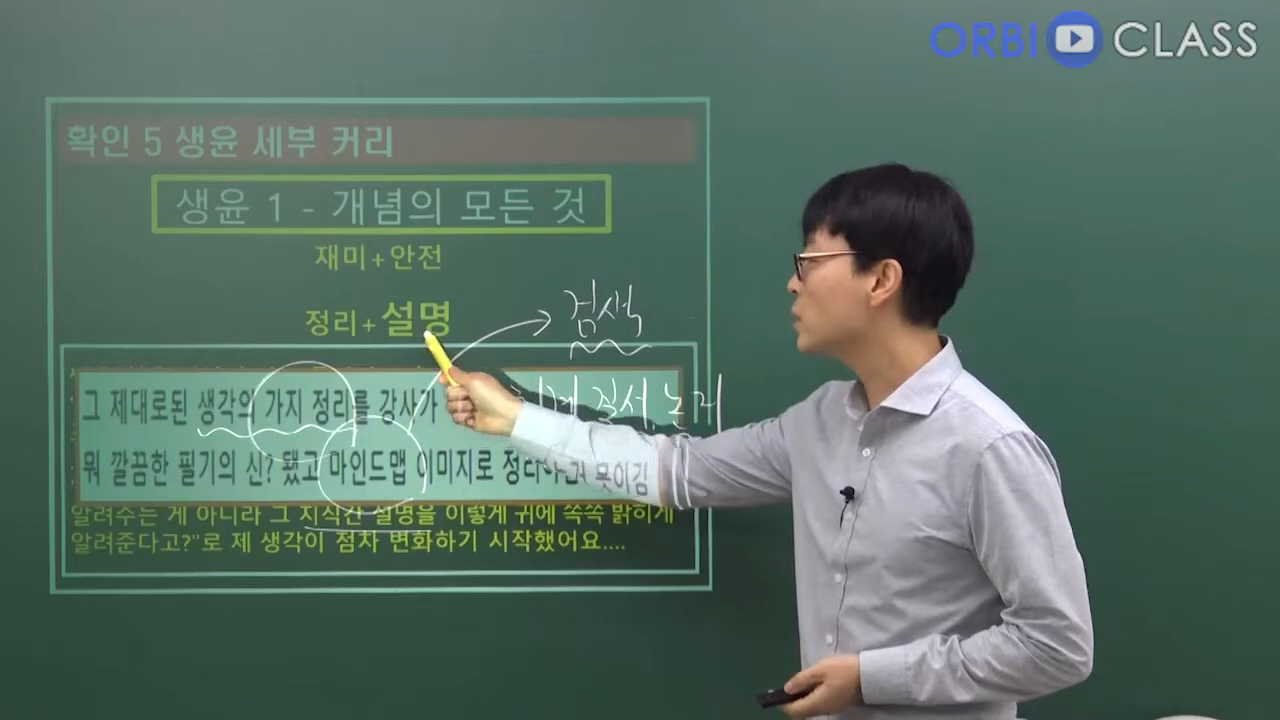 ORBI CLASS
확인 5 생윤 세부 커리
생윤 1 - 개념의 모든 것
재미+안전
정리+설명
검색
그 제대로된 생각의 가지 정리를 강사가
질서 논리
뭐 깔끔한 필기의 신? 됐고 마인드맵 이미지로 못이김
알려주는 게 아니라 그 지식간 설명을 이렇게 귀에 쏙쏙 밝히게
알려준다고?"로 제 생각이 점차 변화하기 시작했어요....